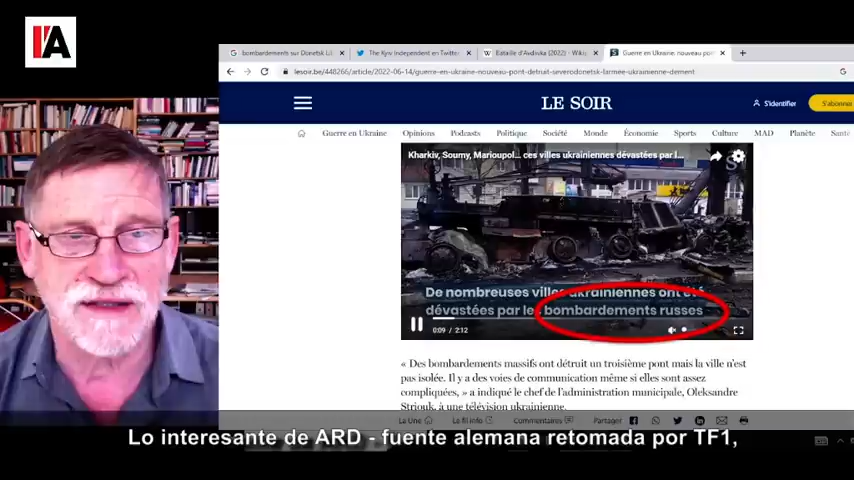 I'A
bombardements sur Donetsk Li
The Kyiv Independent en Twitter
Bataille d'Avdiivka (2022) - Wiki
Guerre en Ukraine: nouveau pont
lesoir.be/448266/article/2022-06-14/guerre-en-ukraine-nouveau-pont-detruit-severodonetsk-larmee-ukrainienne-dement
LE SOIR
S'identifier
S'abonner
Guerre en Ukraine Opinions Podcasts Politique Société Monde Économie Sports Culture MAD Planète Santé
Kharkiv, Soumy, Marioupol... ces villes ukrainiennes dévastées par l...
De nombreuses villes ukrainiennes ont été
dévastées par les bombardements russes
0:09 / 2:12
« Des bombardements massifs ont détruit un troisième pont mais la ville n'est
pas isolée. Il y a des voies de communication même si elles sont assez
compliquées, » a indiqué le chef de l'administration municipale, Oleksandre
Striouk, à une télévision ukrainienne.
La Une Le fil info Commentaires Partager
Lo interesante de ARD - fuente alemana retomada por TF1,